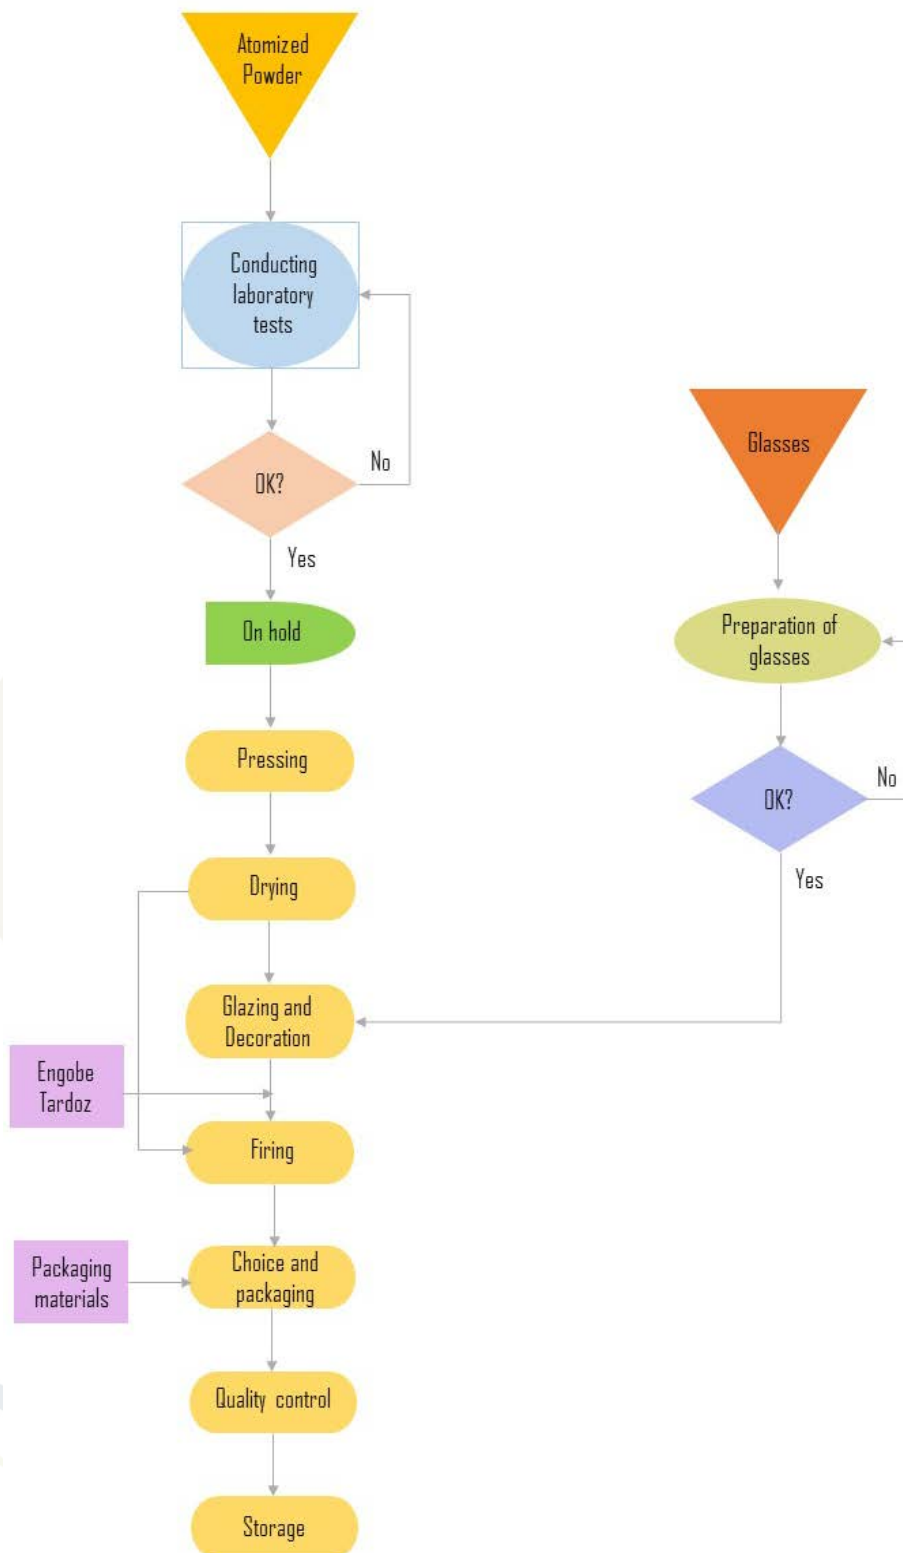 Atomized
Powder
Conducting
laboratory
tests
OK?
No
Yes
On hold
Pressing
Drying
Glazing and
Decoration
Engobe
Tardoz
Firing
Packaging
materials
Choice and
packaging
Quality control
Storage
Glasses
Preparation of
glasses
OK?
No
Yes